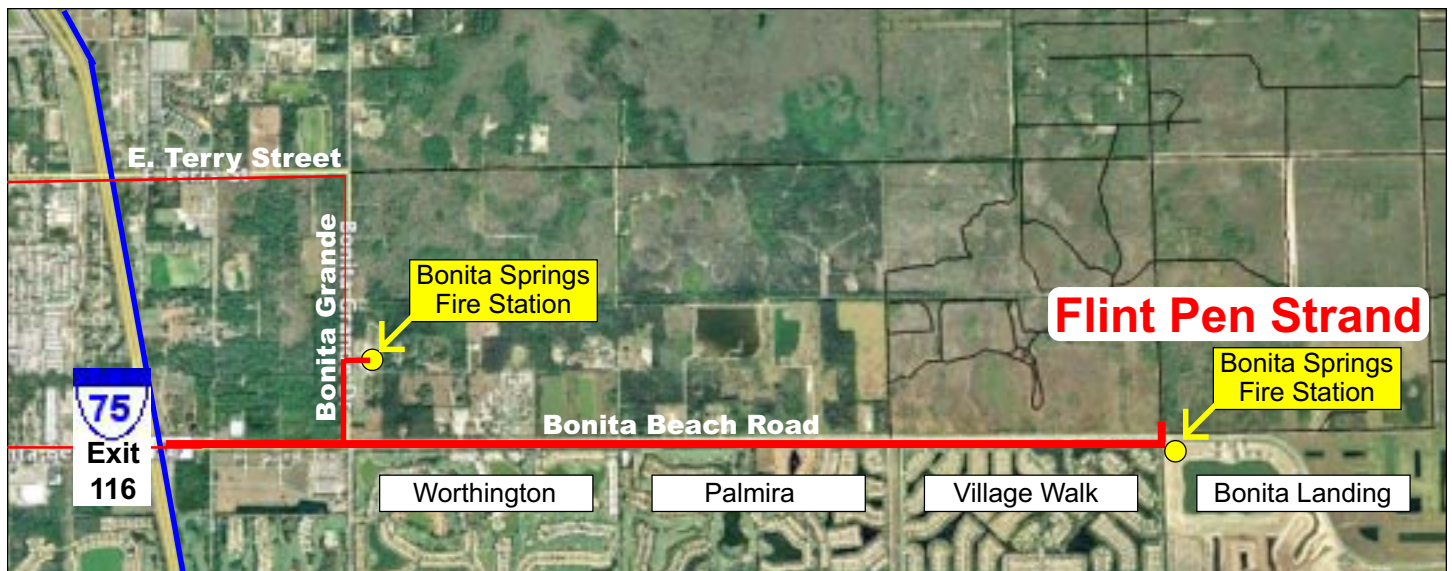 E. Terry Street
Bonita Grande
Bonita Springs
Fire Station
Flint Pen Strand
Bonita Springs
Fire Station
75
Exit
116
Bonita Beach Road
Worthington
Palmira
Village Walk
Bonita Landing